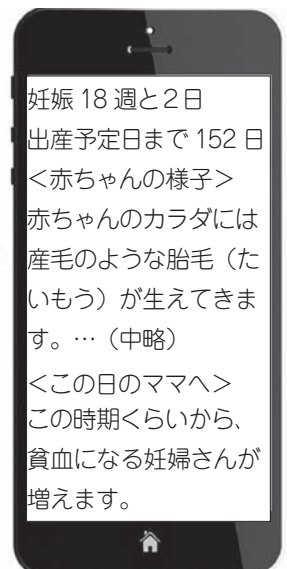 妊娠 18 週と２日
出産予定日まで 152 日
＜赤ちゃんの様子＞
赤ちゃんのカラダには
産毛のような胎毛（た
いもう）が生えてきま
す。…（中略）
＜この日のママへ＞
この時期くらいから、
貧血になる妊婦さんが
増えます。